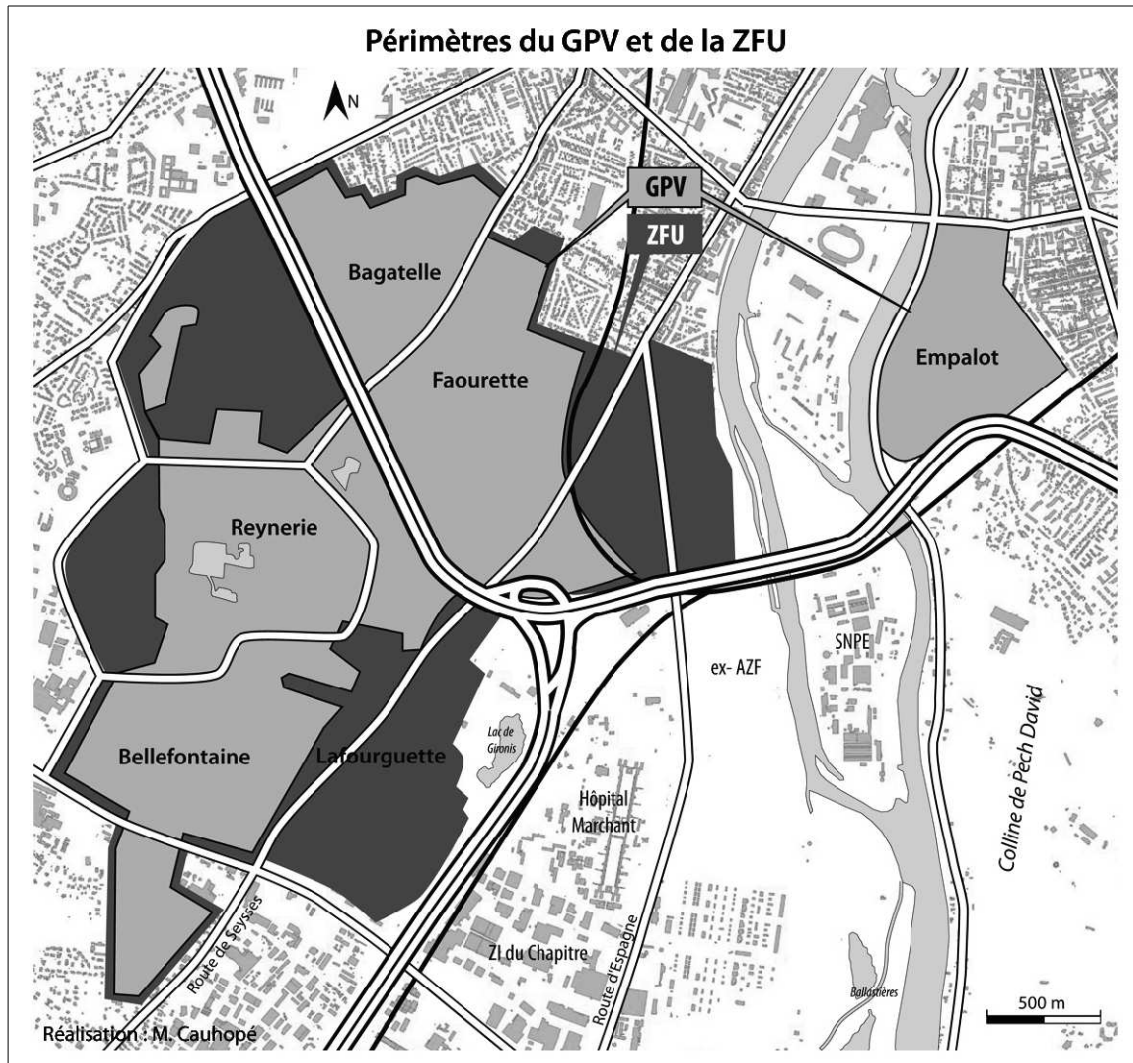 Périmètres du GPV et de la ZFU
N
GPV
ZFU
Bagatelle
Faourette
Empalot
Reynerie
SNPE
ex- AZF
Lac de
Gironis
Bellefontaine
Lafourguette
Hôpital
Marchant
Colline de Pech David
Route de Seysses
ZI du Chapitre
Route d'Espagne
Ballastières
500 m
Réalisation : M. Cauhopé